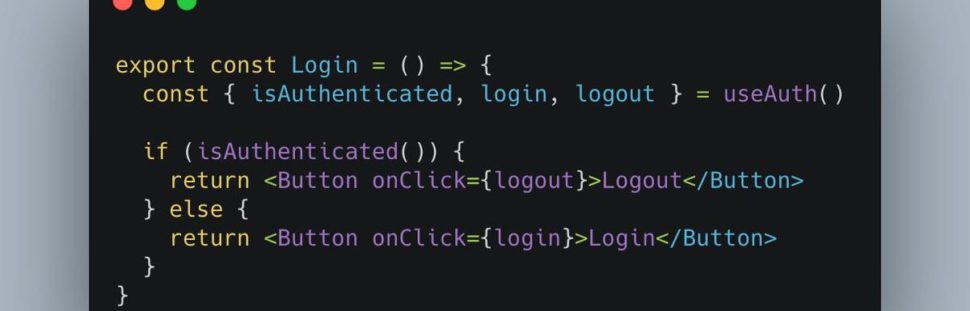 export const Login = () => {
  const { isAuthenticated, login, logout } = useAuth()

  if (isAuthenticated()) {
    return <Button onClick={logout}>Logout</Button>
  } else {
    return <Button onClick={login}>Login</Button>
  }
}